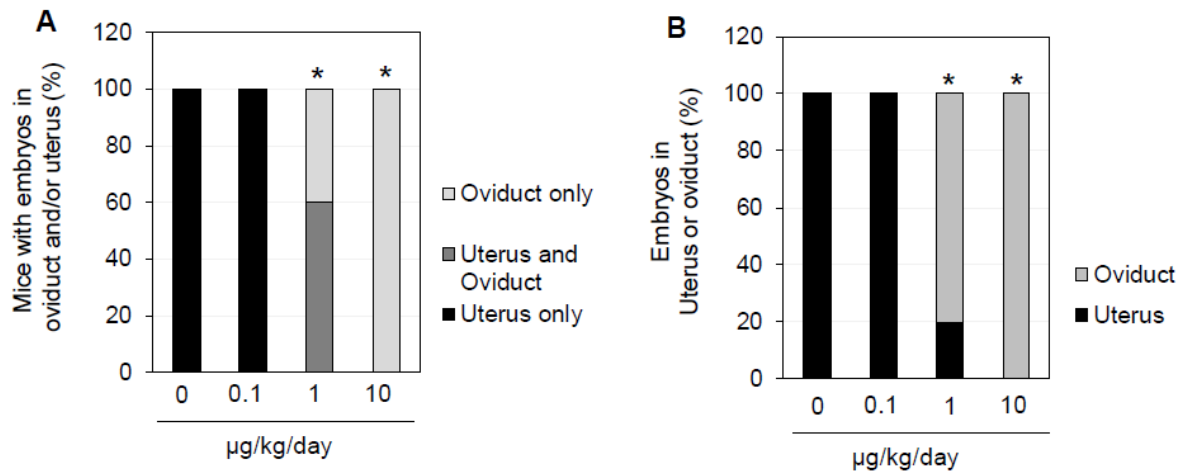 A
Mice with embryos in
oviduct and/or uterus (%)
120
100
80
60
40
20
0
* *
0 0.1 1 10
µg/kg/day
Oviduct only
Uterus and
Oviduct
Uterus only
B
Embryos in
Uterus or oviduct (%)
120
100
80
60
40
20
0
* *
0 0.1 1 10
µg/kg/day
Oviduct
Uterus